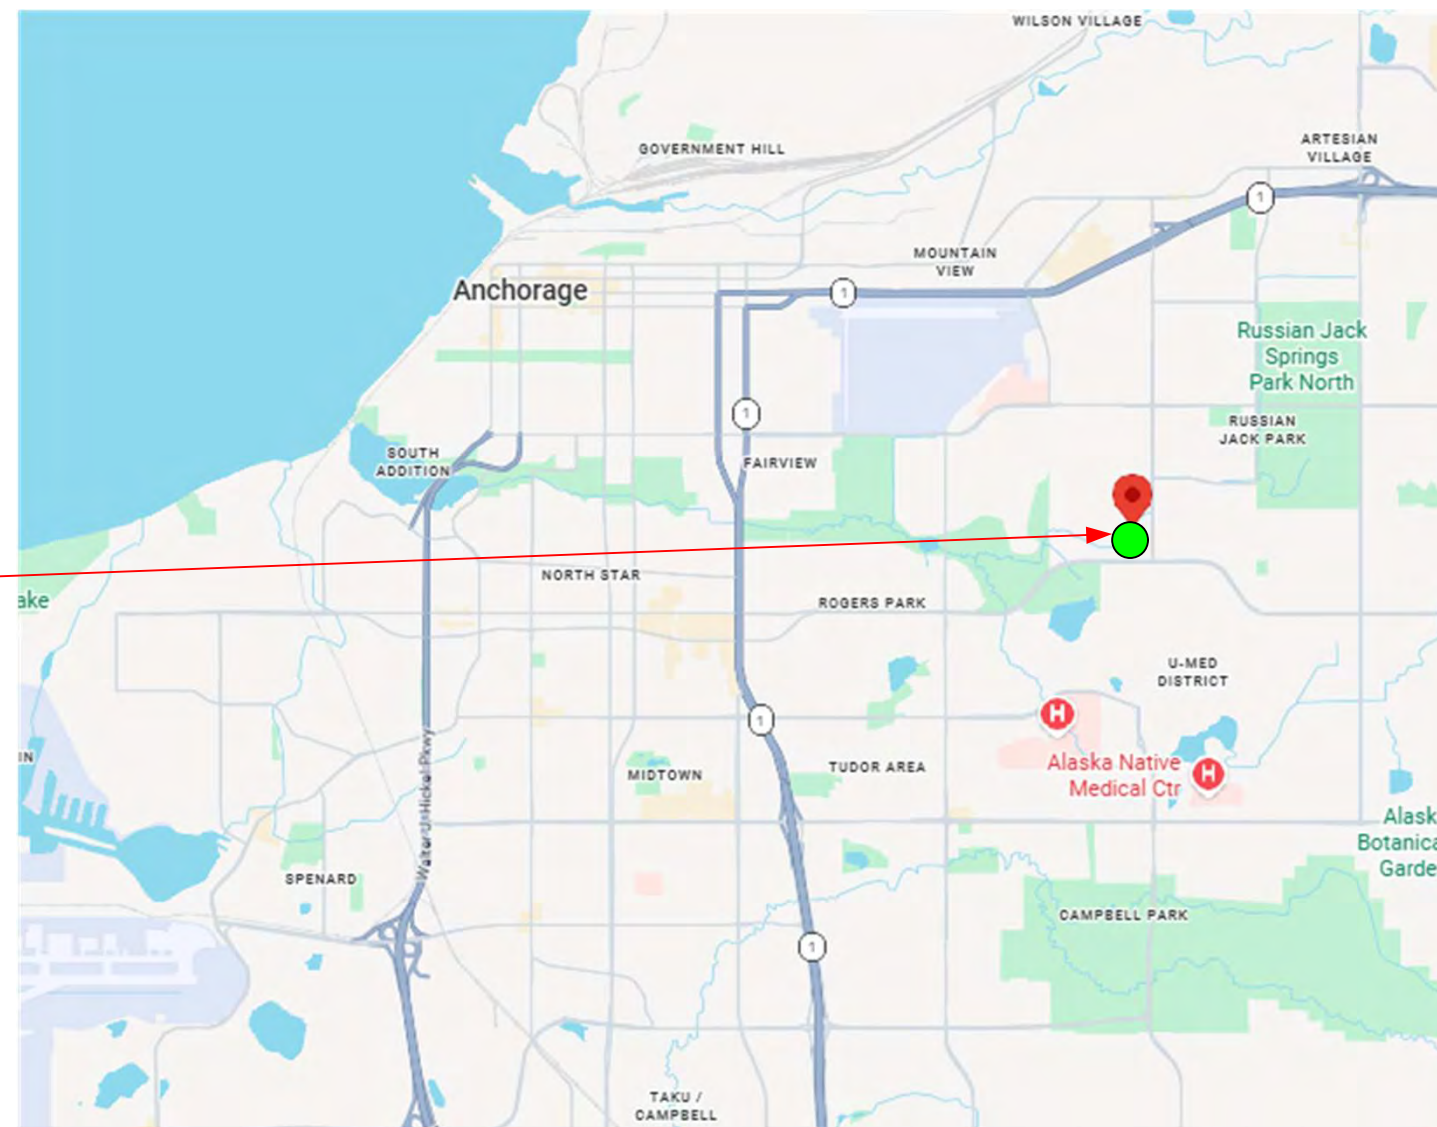 WILSON VILLAGE
ARTESIAN
VILLAGE
GOVERNMENT HILL
1
MOUNTAIN
VIEW
Anchorage
1
Russian Jack
Springs
Park North
1
RUSSIAN
JACK PARK
SOUTH
ADDITION
FAIRVIEW
NORTH STAR
ake
ROGERS PARK
U-MED
DISTRICT
H
1
IN
Alaska Native
Medical Ctr
H
MIDTOWN
TUDOR AREA
Walter J Hickel Pkwy
Alask
Botanica
Garde
SPENARD
CAMPBELL PARK
1
TAKU /
CAMPBELL